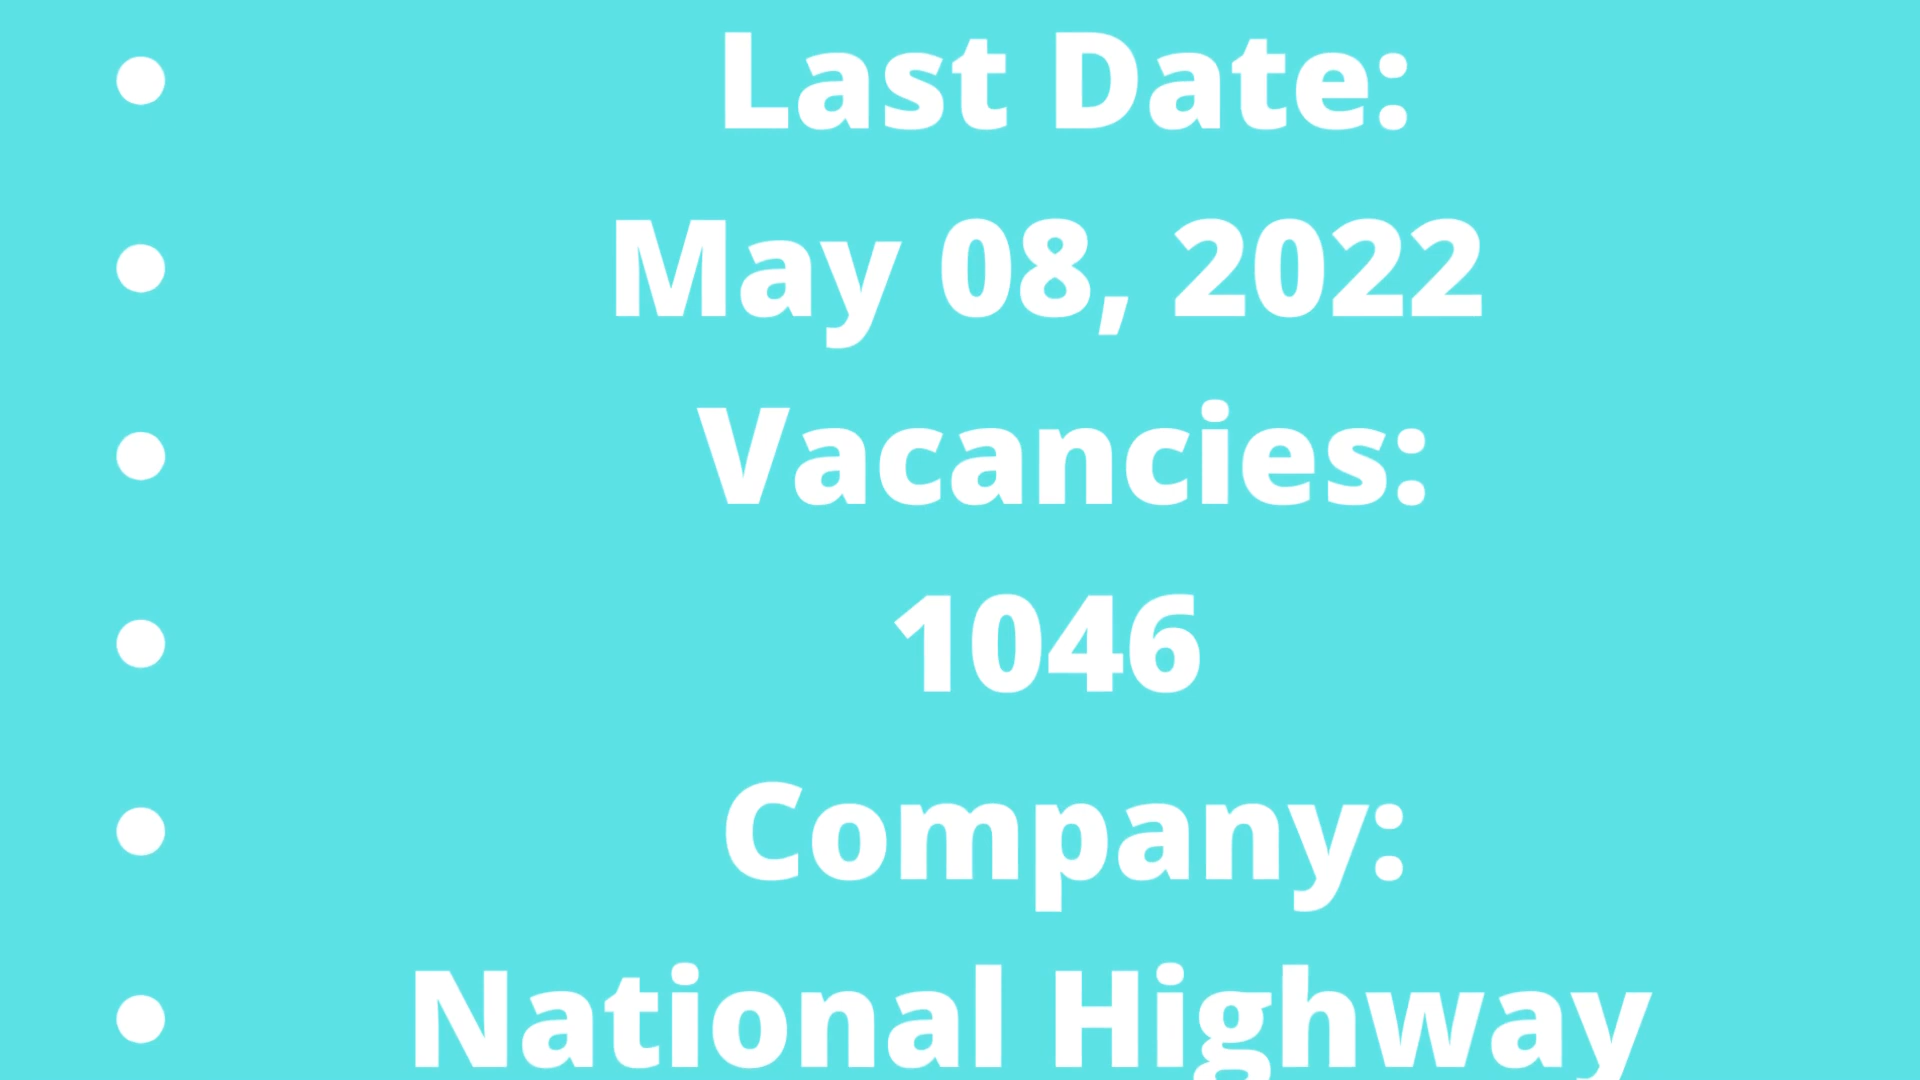 • Last Date:
• May 08, 2022
• Vacancies:
• 1046
• Company:
• National Highway